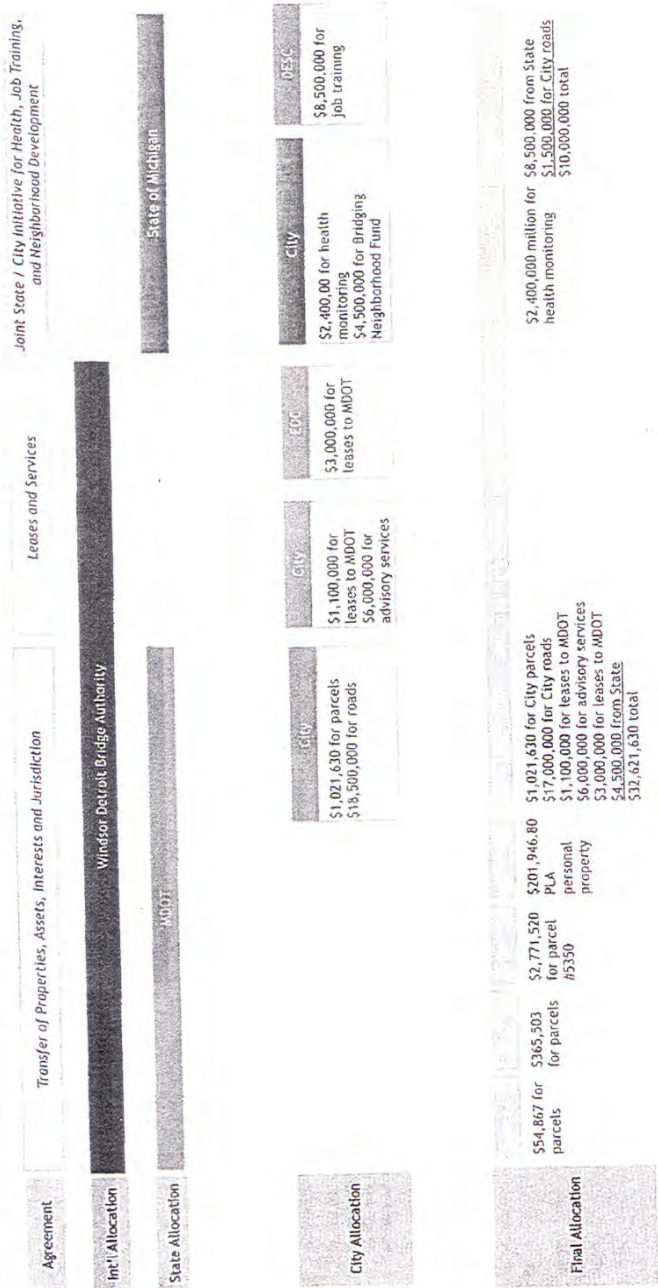 Agreement
Transfer of Properties, Assets, Interests and Jurisdiction
Leases and Services
Joint State / City Initiative for Health, Job Training,
and Neighborhood Development
Int'l Allocation
Windsor Detroit Bridge Authority
State Allocation
MDOT
State of Michigan
City Allocation
City
$1,021,630 for parcels
$18,500,000 for roads
City
$1,100,000 for
leases to MDOT
$6,000,000 for
advisory services
EDC
$3,000,000 for
leases to MDOT
City
$2,400,00 for health
monitoring
$4,500,000 for Bridging
Neighborhood Fund
DESC
$8,500,000 for
job training
Final Allocation
$54,867 for
parcels
$365,503
for parcels
$2,771,520
for parcel
#5350
$201,946.80
PLA
personal
property
$1,021,630 for City parcels
$17,000,000 for City roads
$1,100,000 for leases to MDOT
$6,000,000 for advisory services
$3,000,000 for leases to MDOT
$4,500,000 from State
$32,621,630 total
$2,400,000 million for
health monitoring
$8,500,000 from State
$1,500,000 for City roads
$10,000,000 total